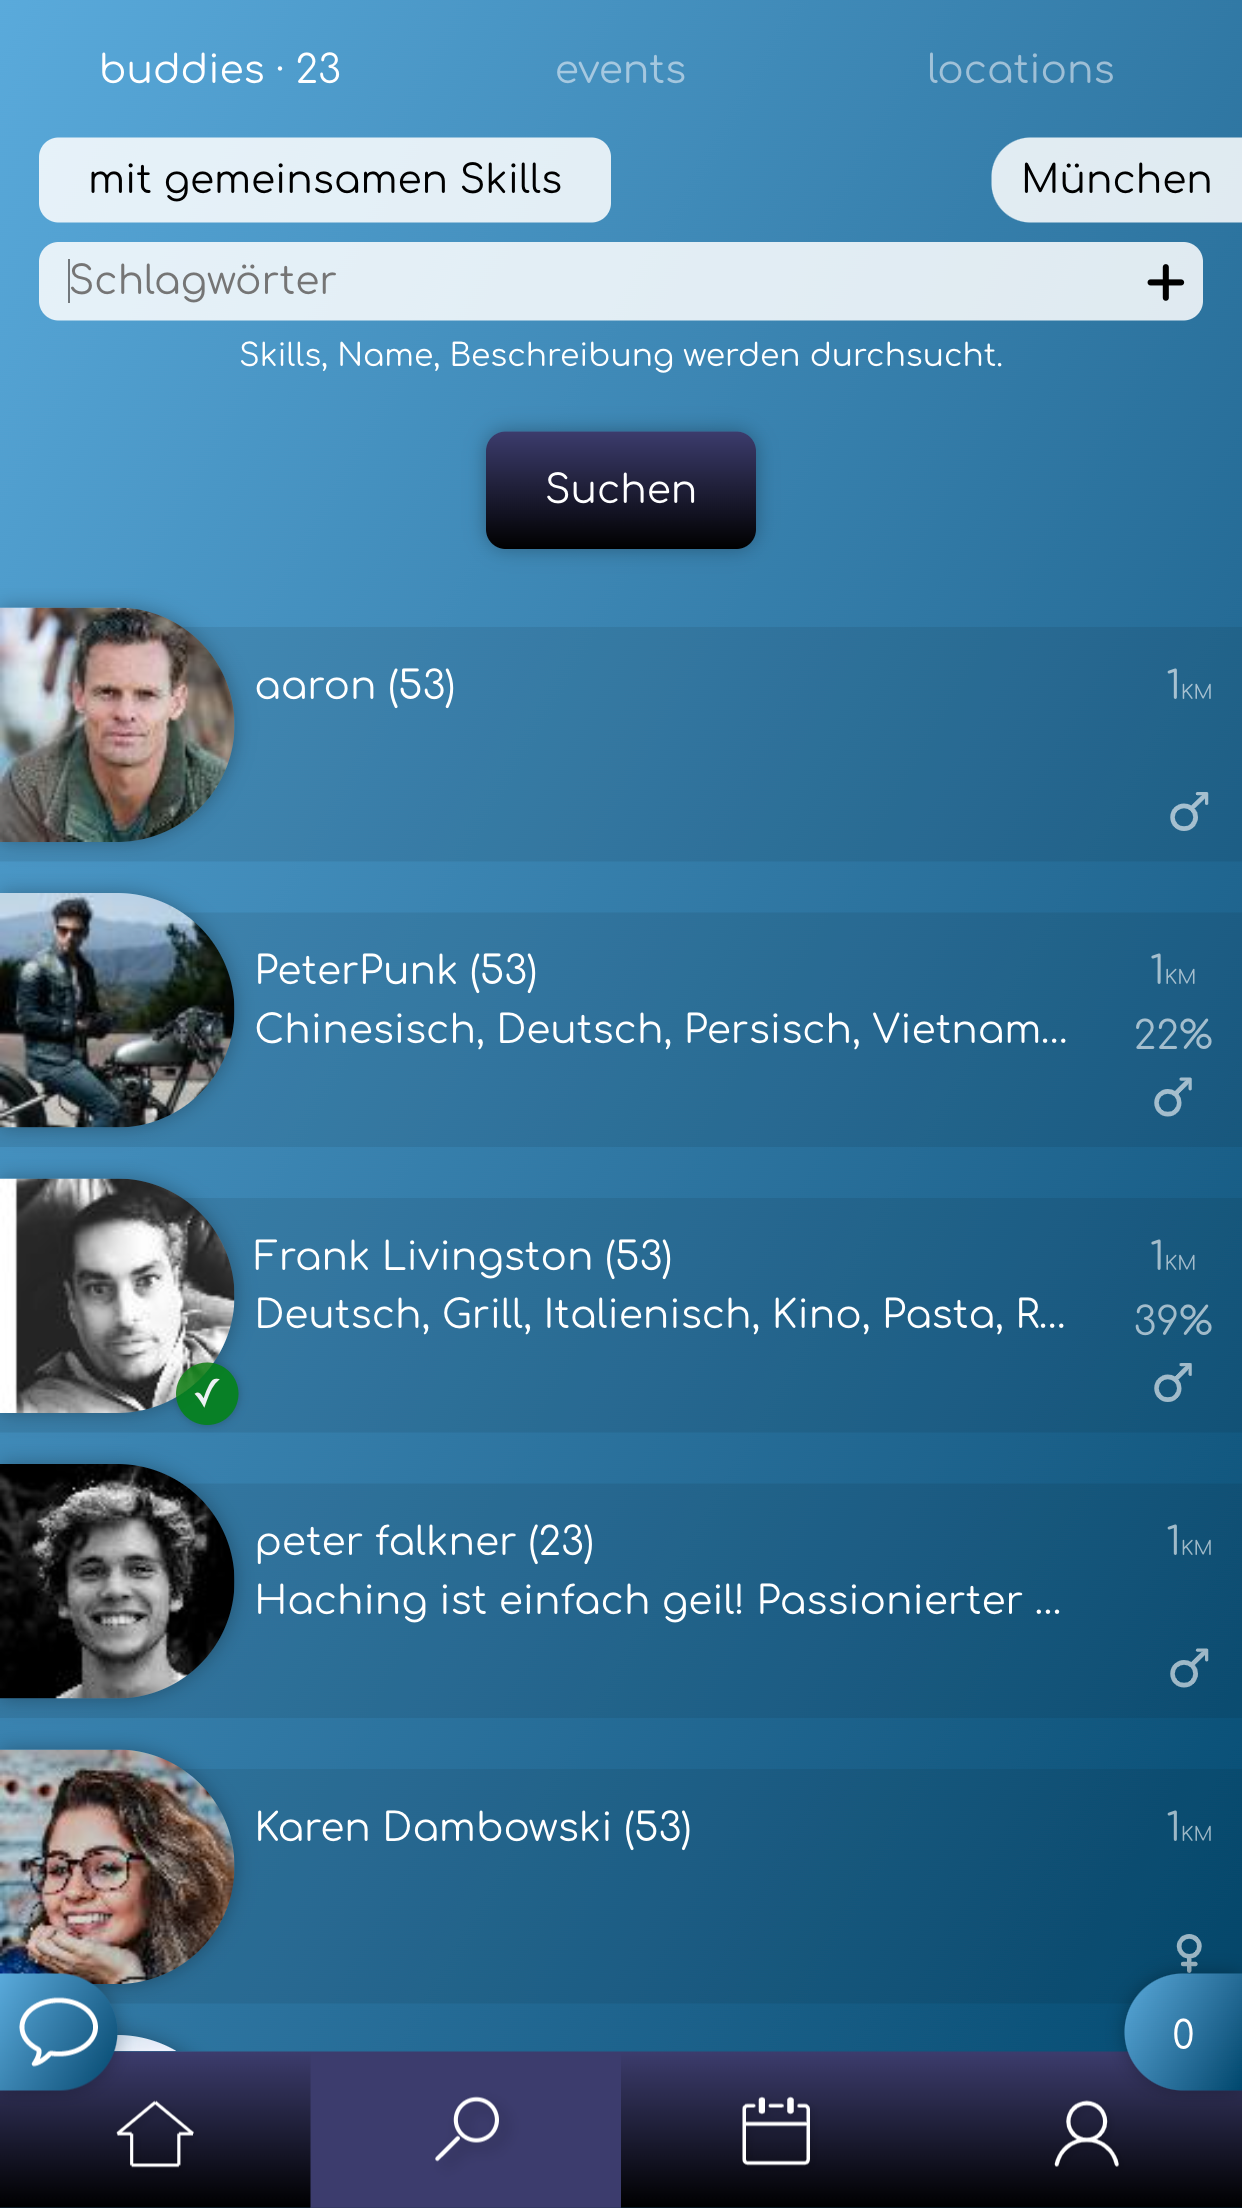 buddies · 23
events
locations
mit gemeinsamen Skills
München
Schlagwörter
Skills, Name, Beschreibung werden durchsucht.
Suchen
aaron (53)
1KM
PeterPunk (53)
1KM
Chinesisch, Deutsch, Persisch, Vietnam...
22%
Frank Livingston (53)
1KM
Deutsch, Grill, Italienisch, Kino, Pasta, R...
39%
peter falkner (23)
1KM
Haching ist einfach geil! Passionierter ...
Karen Dambowski (53)
1KM
0